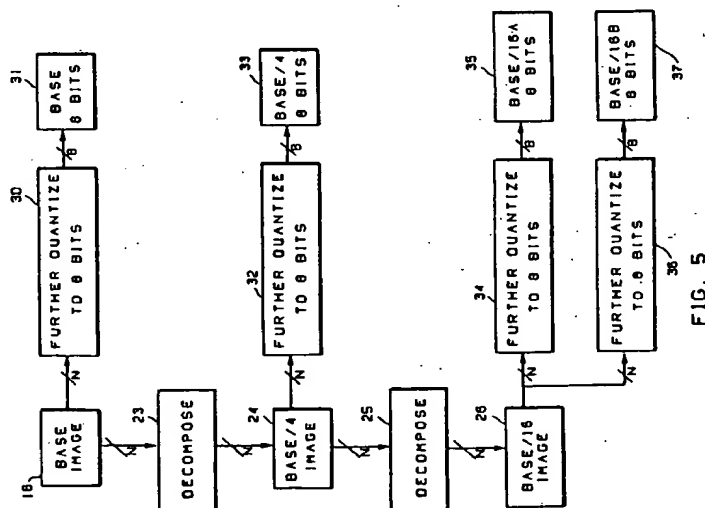 18
BASE
IMAGE
N
30
FURTHER QUANTIZE
TO 8 BITS
8
31
BASE
8 BITS
N
23
DECOMPOSE
N
24
BASE/4
IMAGE
N
32
FURTHER QUANTIZE
TO 8 BITS
8
33
BASE/4
8 BITS
N
25
DECOMPOSE
N
26
BASE/16
IMAGE
N
34
FURTHER QUANTIZE
TO 8 BITS
8
35
BASE/16A
8 BITS
N
36
FURTHER QUANTIZE
TO 8 BITS
8
37
BASE/16B
8 BITS
FIG. 5